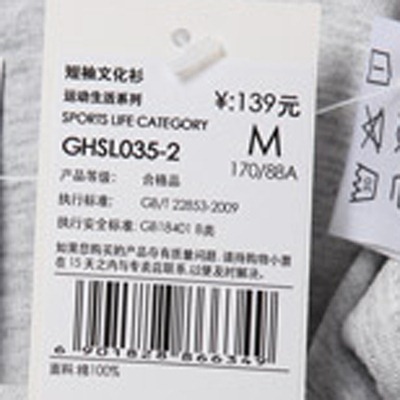 短袖文化衫
运动生活系列
¥:139元
SPORTS LIFE CATEGORY
M
GHSL035-2
170/88A
产品等级: 合格品
执行标准: GB/T 22853-2009
执行安全标准: GB18401 B类
如果您购买的产品存有质量问题,请持购物小票
在15天之内与专卖店联系,以便及时解决。
6 901828 866349
面料:棉100%